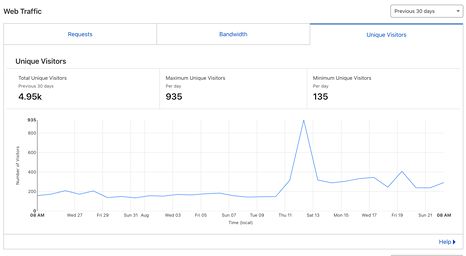 Web Traffic
Previous 30 days
Requests
Bandwidth
Unique Visitors
Unique Visitors
Total Unique Visitors
Previous 30 days
4.95k
Maximum Unique Visitors
Per day
935
Minimum Unique Visitors
Per day
135
Number of Visitors
935
800
600
400
200
0
08 AM
Wed 27
Fri 29
Sun 31
Aug
Wed 03
Fri 05
Sun 07
Tue 09
Thu 11
Sat 13
Mon 15
Wed 17
Fri 19
Sun 21
08 AM
Time (local)
Help